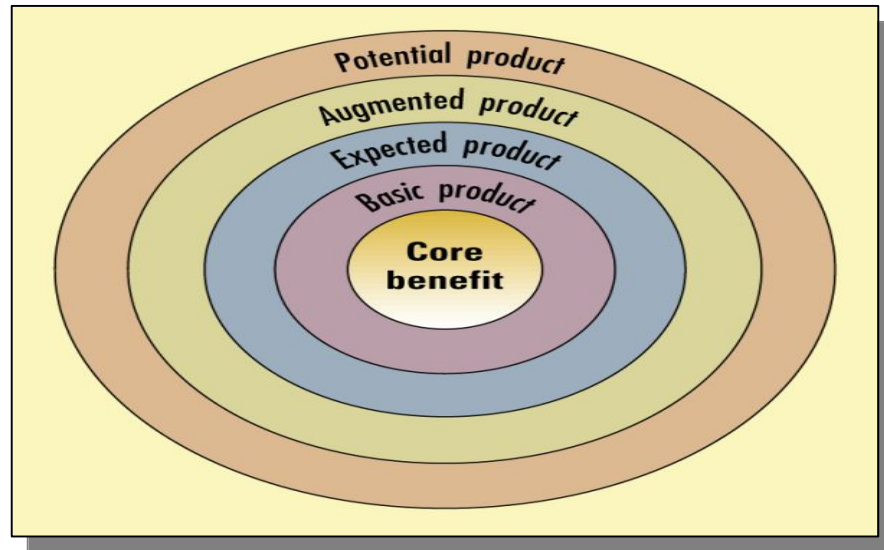 Potential product
Augmented product
Expected product
Basic product
Core
benefit